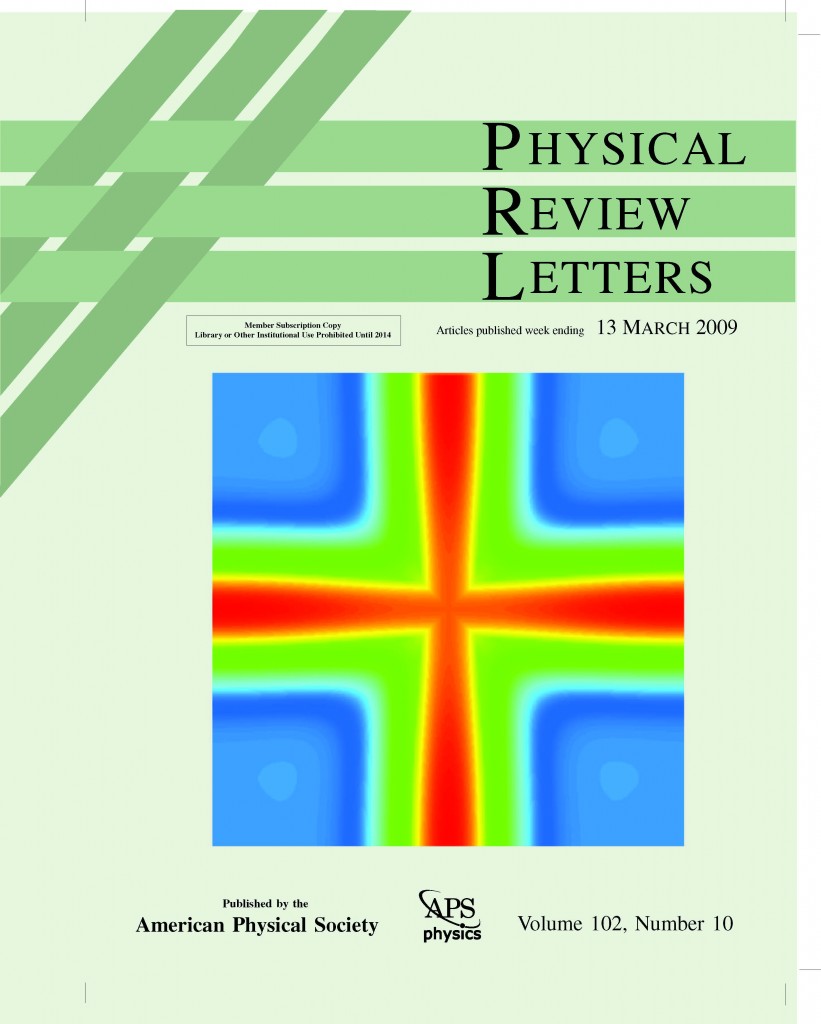 PHYSICAL
REVIEW
LETTERS
Member Subscription Copy
Library or Other Institutional Use Prohibited Until 2014
Articles published week ending 13 MARCH 2009
Published by the
American Physical Society
APS
physics
Volume 102, Number 10